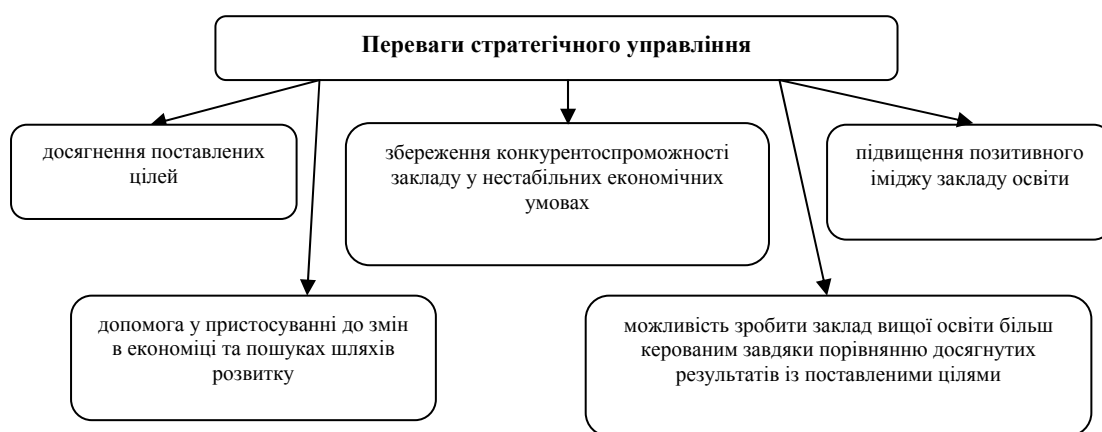 Переваги стратегічного управління
досягнення поставлених
цілей
збереження конкурентоспроможності
закладу у нестабільних економічних
умовах
підвищення позитивного
іміджу закладу освіти
допомога у пристосуванні до змін
в економіці та пошуках шляхів
розвитку
можливість зробити заклад вищої освіти більш
керованим завдяки порівнянню досягнутих
результатів із поставленими цілями